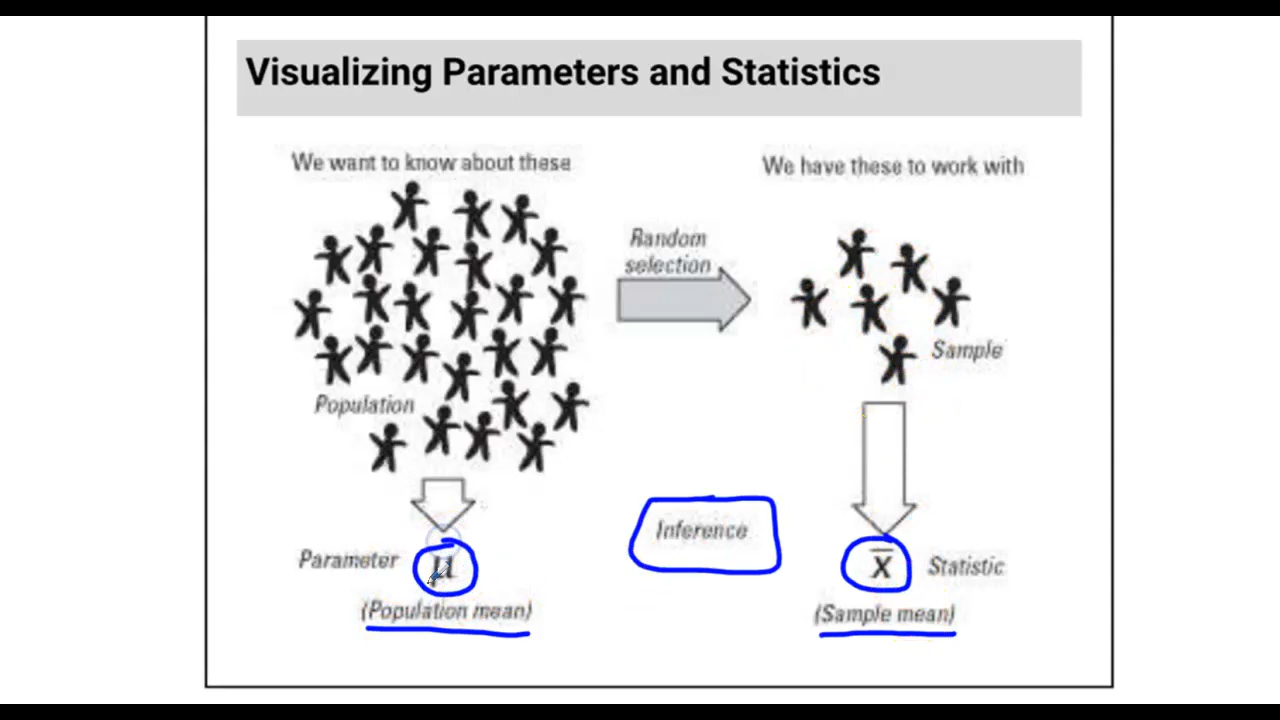 Visualizing Parameters and Statistics
We want to know about these
We have these to work with
Random
selection
Sample
Population
Inference
Parameter μ
x̄ Statistic
(Population mean)
(Sample mean)